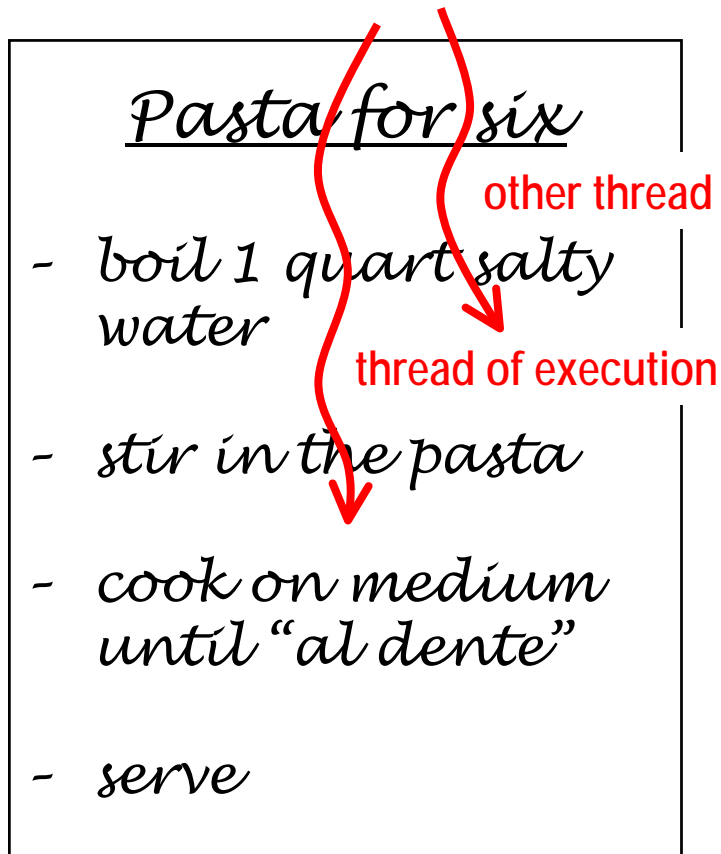 Pasta for six
other thread
- boil 1 quart salty
water
thread of execution
- stir in the pasta
- cook on medium
until “al dente”
- serve